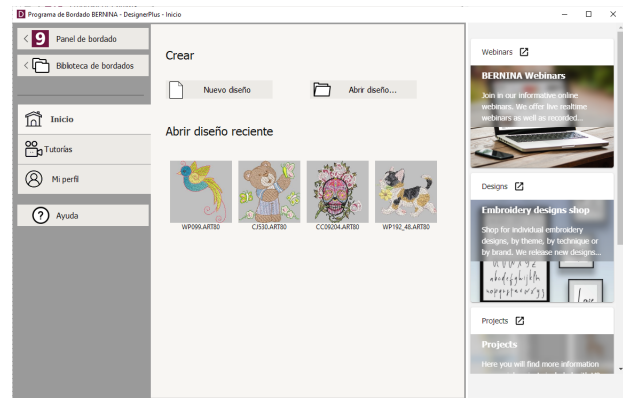 Programa de Bordado BERNINA - DesignerPlus - Inicio
9 Panel de bordado
Biblioteca de bordados
Inicio
Tutorías
Mi perfil
? Ayuda
Crear
Nuevo diseño
Abrir diseño...
Abrir diseño reciente
WP099.ART80
CJ530.ART80
CC09204.ART80
WP192_48.ART80
Webinars
BERNINA Webinars
Join in our informative online
webinars. We offer live realtime
webinars as well as recorded...
Designs
Embroidery designs shop
Shop for individual embroidery
designs, by theme, by technique or
by brand. We release new designs...
Projects
Projects
Here you will find more information